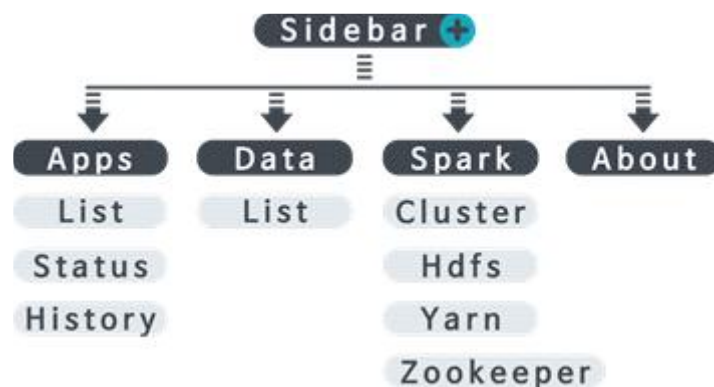 Sidebar
Apps Data Spark About
List List Cluster
Status Hdfs
History Yarn
Zookeeper